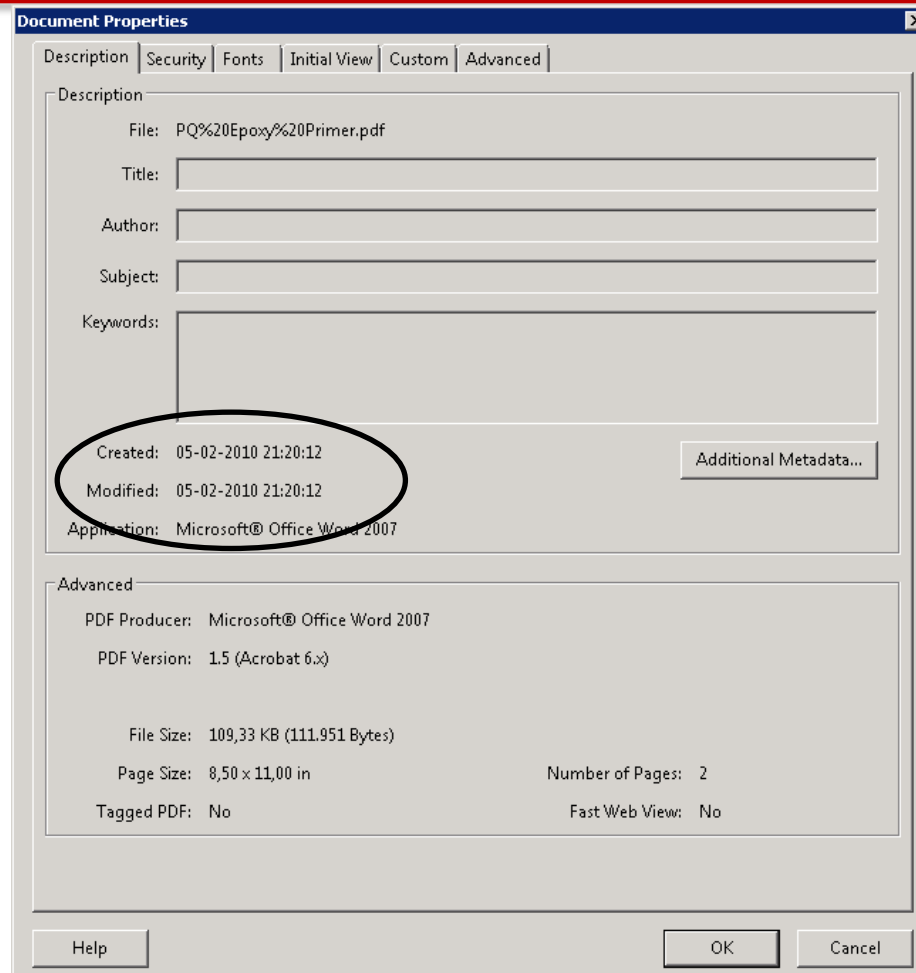 Document Properties
Description Security Fonts Initial View Custom Advanced
Description
File: PQ%20Epoxy%20Primer.pdf
Title:
Author:
Subject:
Keywords:
Created: 05-02-2010 21:20:12
Additional Metadata...
Modified: 05-02-2010 21:20:12
Application: Microsoft® Office Word 2007
Advanced
PDF Producer: Microsoft® Office Word 2007
PDF Version: 1.5 (Acrobat 6.x)
File Size: 109,33 KB (111.951 Bytes)
Page Size: 8,50 x 11,00 in Number of Pages: 2
Tagged PDF: No Fast Web View: No
Help OK Cancel